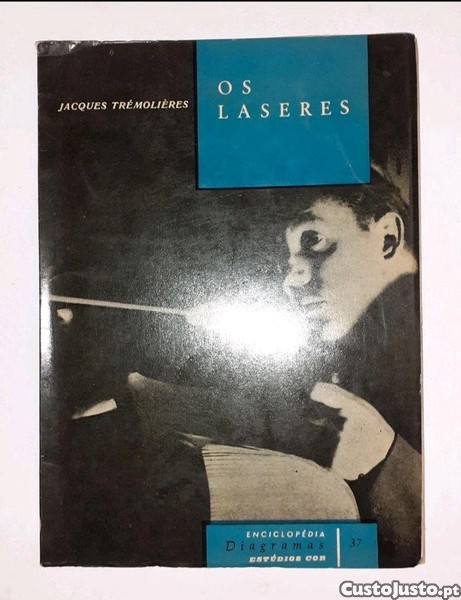 JACQUES TRÉMOLIÈRES
OS
LASERES
ENCICLOPÉDIA
Diagramas
ESTÚDIOS COR
37
CustoJusto.pt